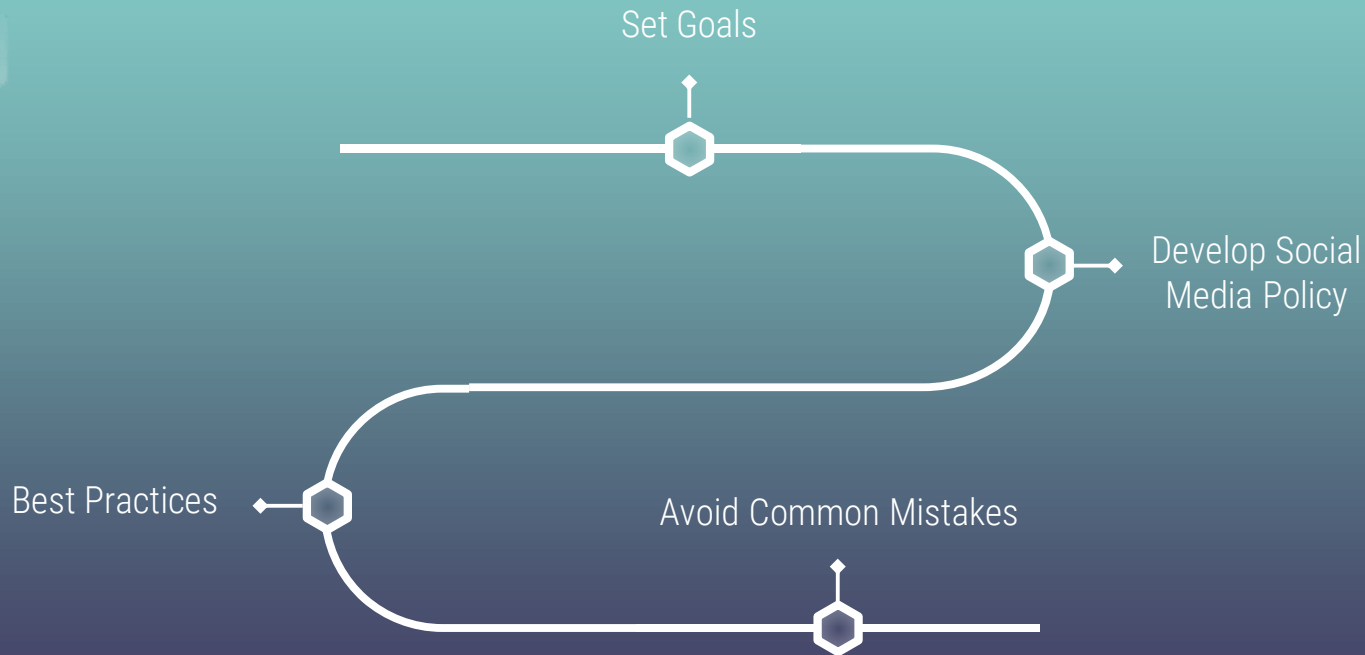 Set Goals
Develop Social
Media Policy
Best Practices
Avoid Common Mistakes